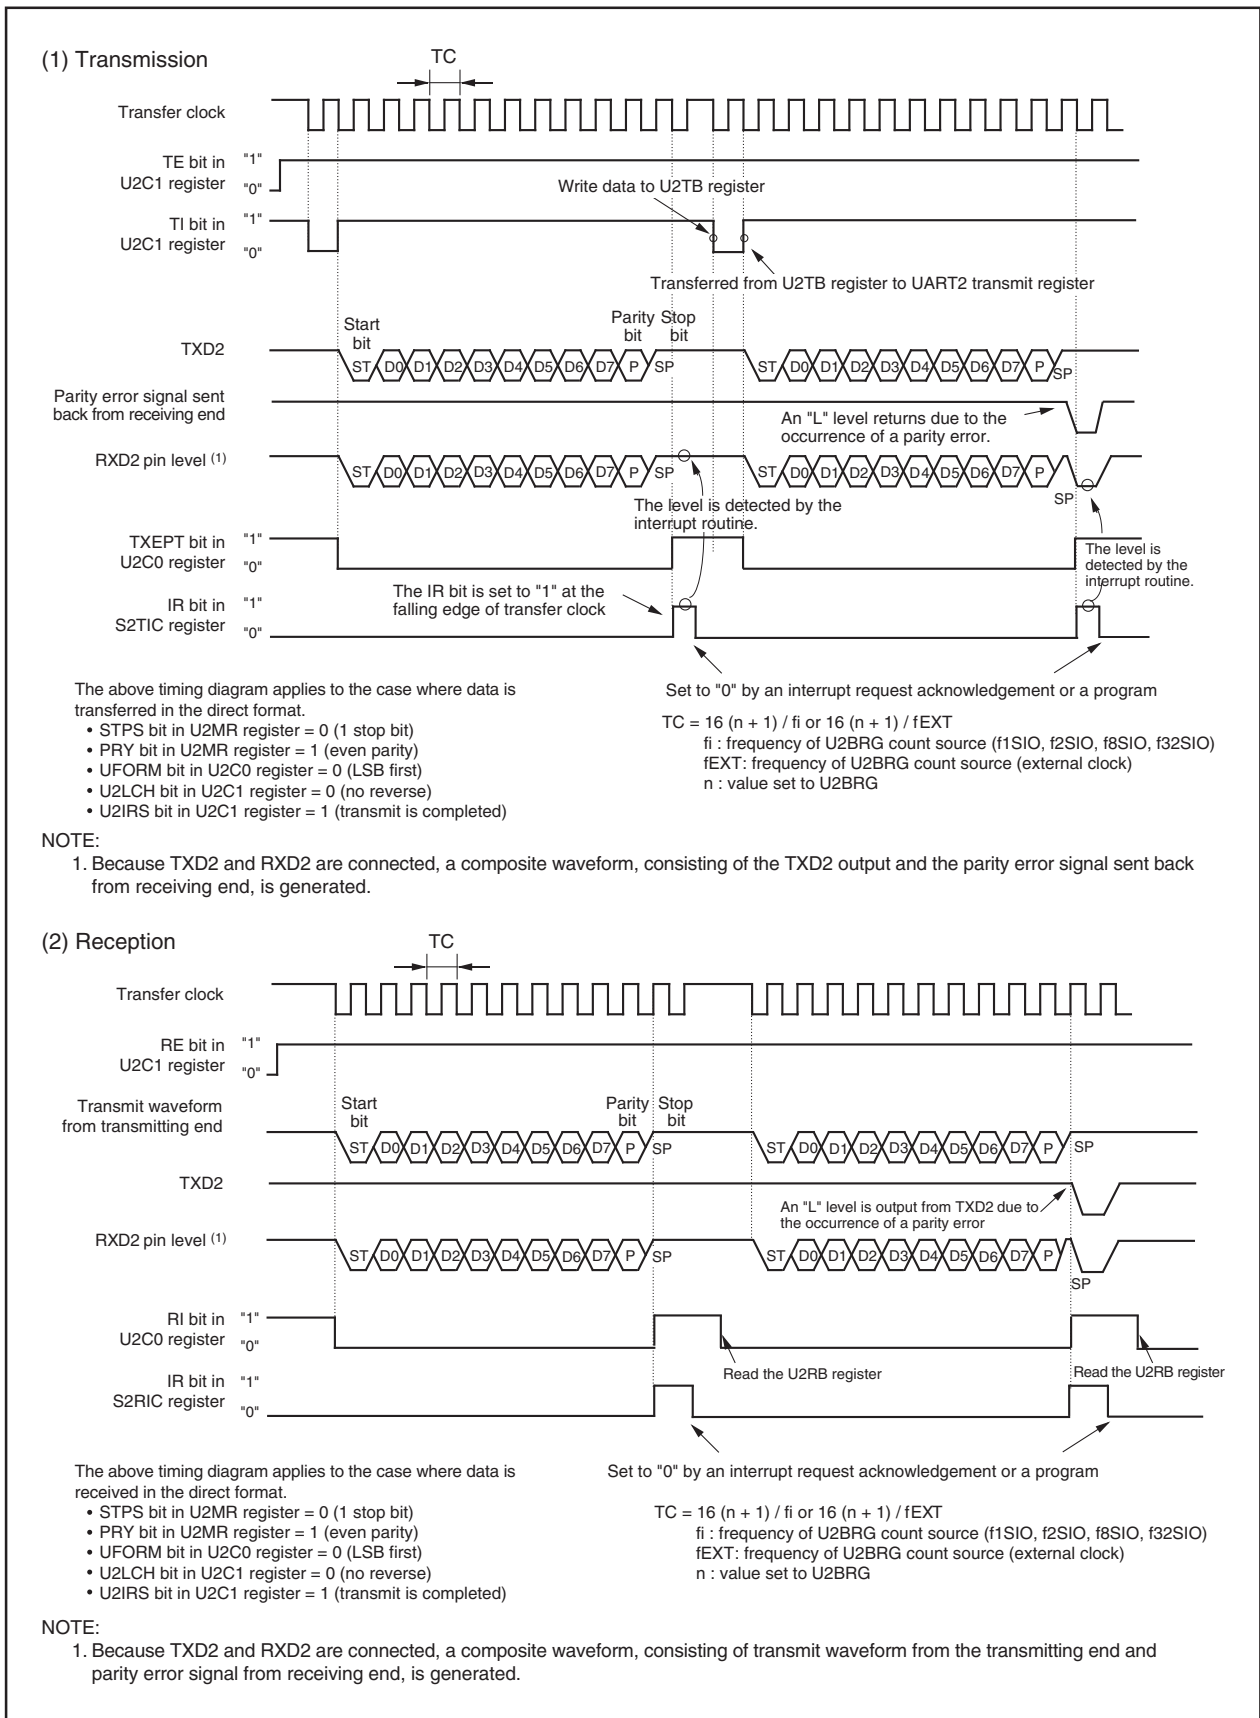 (1) Transmission
TC
Transfer clock
TE bit in
U2C1 register
"1"
"0"
Write data to U2TB register
TI bit in
U2C1 register
"1"
"0"
Transferred from U2TB register to UART2 transmit register
Start
bit
Parity
bit
Stop
bit
TXD2
ST D0 D1 D2 D3 D4 D5 D6 D7 P SP
ST D0 D1 D2 D3 D4 D5 D6 D7 P SP
Parity error signal sent
back from receiving end
An "L" level returns due to the
occurrence of a parity error.
RXD2 pin level (1)
ST D0 D1 D2 D3 D4 D5 D6 D7 P SP
ST D0 D1 D2 D3 D4 D5 D6 D7 P
SP
The level is detected by the
interrupt routine.
TXEPT bit in
U2C0 register
"1"
"0"
The level is
detected by the
interrupt routine.
The IR bit is set to "1" at the
falling edge of transfer clock
IR bit in
S2TIC register
"1"
"0"
The above timing diagram applies to the case where data is
transferred in the direct format.
• STPS bit in U2MR register = 0 (1 stop bit)
• PRY bit in U2MR register = 1 (even parity)
• UFORM bit in U2C0 register = 0 (LSB first)
• U2LCH bit in U2C1 register = 0 (no reverse)
• U2IRS bit in U2C1 register = 1 (transmit is completed)
Set to "0" by an interrupt request acknowledgement or a program
TC = 16 (n + 1) / fi or 16 (n + 1) / fEXT
fi : frequency of U2BRG count source (f1SIO, f2SIO, f8SIO, f32SIO)
fEXT: frequency of U2BRG count source (external clock)
n : value set to U2BRG
NOTE:
1. Because TXD2 and RXD2 are connected, a composite waveform, consisting of the TXD2 output and the parity error signal sent back
from receiving end, is generated.
(2) Reception
TC
Transfer clock
RE bit in
U2C1 register
"1"
"0"
Transmit waveform
from transmitting end
Start
bit
Parity
bit
Stop
bit
ST D0 D1 D2 D3 D4 D5 D6 D7 P SP
ST D0 D1 D2 D3 D4 D5 D6 D7 P SP
TXD2
An "L" level is output from TXD2 due to
the occurrence of a parity error
RXD2 pin level (1)
ST D0 D1 D2 D3 D4 D5 D6 D7 P SP
ST D0 D1 D2 D3 D4 D5 D6 D7 P
SP
RI bit in
U2C0 register
"1"
"0"
Read the U2RB register
Read the U2RB register
IR bit in
S2RIC register
"1"
"0"
The above timing diagram applies to the case where data is
received in the direct format.
• STPS bit in U2MR register = 0 (1 stop bit)
• PRY bit in U2MR register = 1 (even parity)
• UFORM bit in U2C0 register = 0 (LSB first)
• U2LCH bit in U2C1 register = 0 (no reverse)
• U2IRS bit in U2C1 register = 1 (transmit is completed)
Set to "0" by an interrupt request acknowledgement or a program
TC = 16 (n + 1) / fi or 16 (n + 1) / fEXT
fi : frequency of U2BRG count source (f1SIO, f2SIO, f8SIO, f32SIO)
fEXT: frequency of U2BRG count source (external clock)
n : value set to U2BRG
NOTE:
1. Because TXD2 and RXD2 are connected, a composite waveform, consisting of transmit waveform from the transmitting end and
parity error signal from receiving end, is generated.